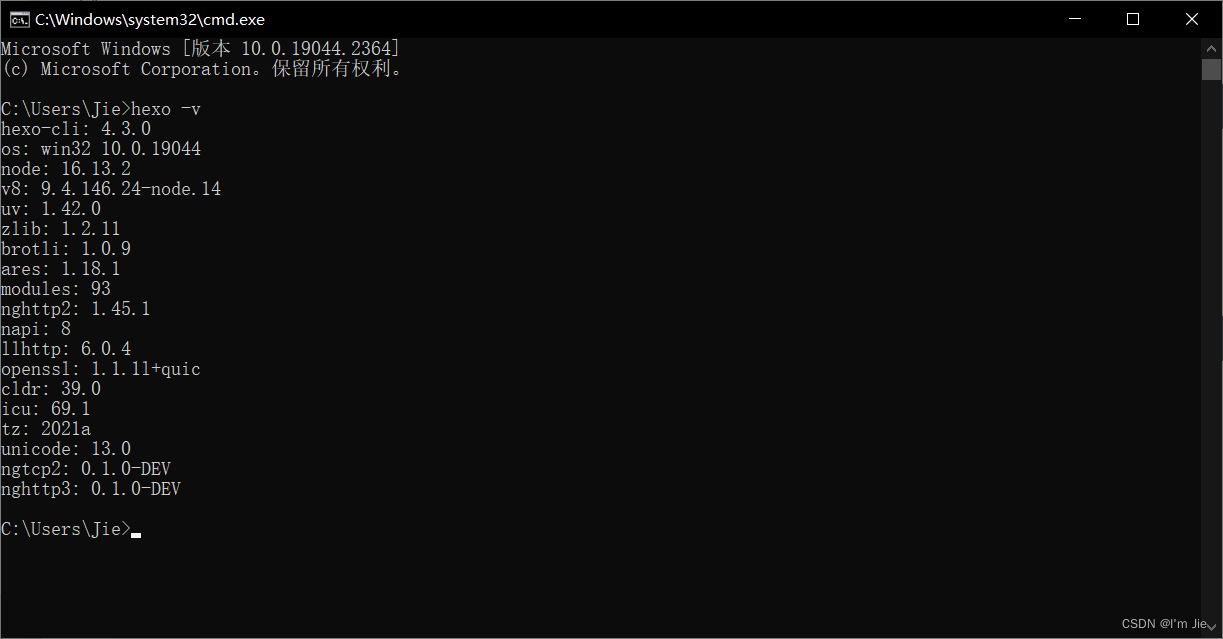 C:\Windows\system32\cmd.exe
Microsoft Windows [版本 10.0.19044.2364]
(c) Microsoft Corporation。保留所有权利。
C:\Users\Jie>hexo -v
hexo-cli: 4.3.0
os: win32 10.0.19044
node: 16.13.2
v8: 9.4.146.24-node.14
uv: 1.42.0
zlib: 1.2.11
brotli: 1.0.9
ares: 1.18.1
modules: 93
nghttp2: 1.45.1
napi: 8
llhttp: 6.0.4
openssl: 1.1.1l+quic
cldr: 39.0
icu: 69.1
tz: 2021a
unicode: 13.0
ngtcp2: 0.1.0-DEV
nghttp3: 0.1.0-DEV
C:\Users\Jie>
CSDN @I'm Jie